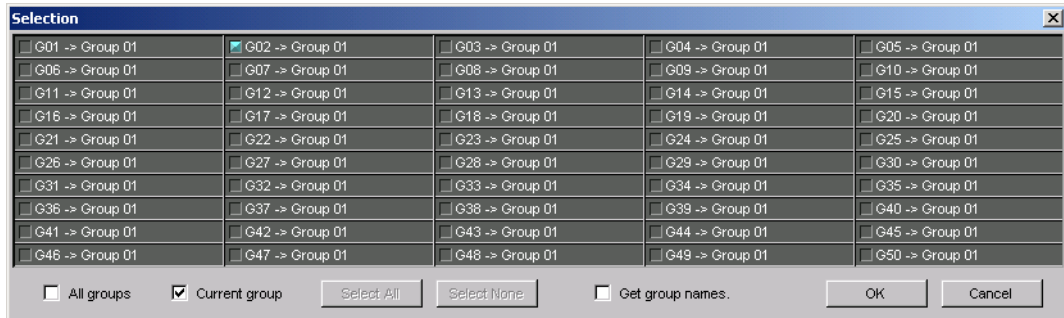 Selection
G01 -> Group 01 G02 -> Group 01 G03 -> Group 01 G04 -> Group 01 G05 -> Group 01
G06 -> Group 01 G07 -> Group 01 G08 -> Group 01 G09 -> Group 01 G10 -> Group 01
G11 -> Group 01 G12 -> Group 01 G13 -> Group 01 G14 -> Group 01 G15 -> Group 01
G16 -> Group 01 G17 -> Group 01 G18 -> Group 01 G19 -> Group 01 G20 -> Group 01
G21 -> Group 01 G22 -> Group 01 G23 -> Group 01 G24 -> Group 01 G25 -> Group 01
G26 -> Group 01 G27 -> Group 01 G28 -> Group 01 G29 -> Group 01 G30 -> Group 01
G31 -> Group 01 G32 -> Group 01 G33 -> Group 01 G34 -> Group 01 G35 -> Group 01
G36 -> Group 01 G37 -> Group 01 G38 -> Group 01 G39 -> Group 01 G40 -> Group 01
G41 -> Group 01 G42 -> Group 01 G43 -> Group 01 G44 -> Group 01 G45 -> Group 01
G46 -> Group 01 G47 -> Group 01 G48 -> Group 01 G49 -> Group 01 G50 -> Group 01
All groups Current group Select All Select None Get group names. OK Cancel